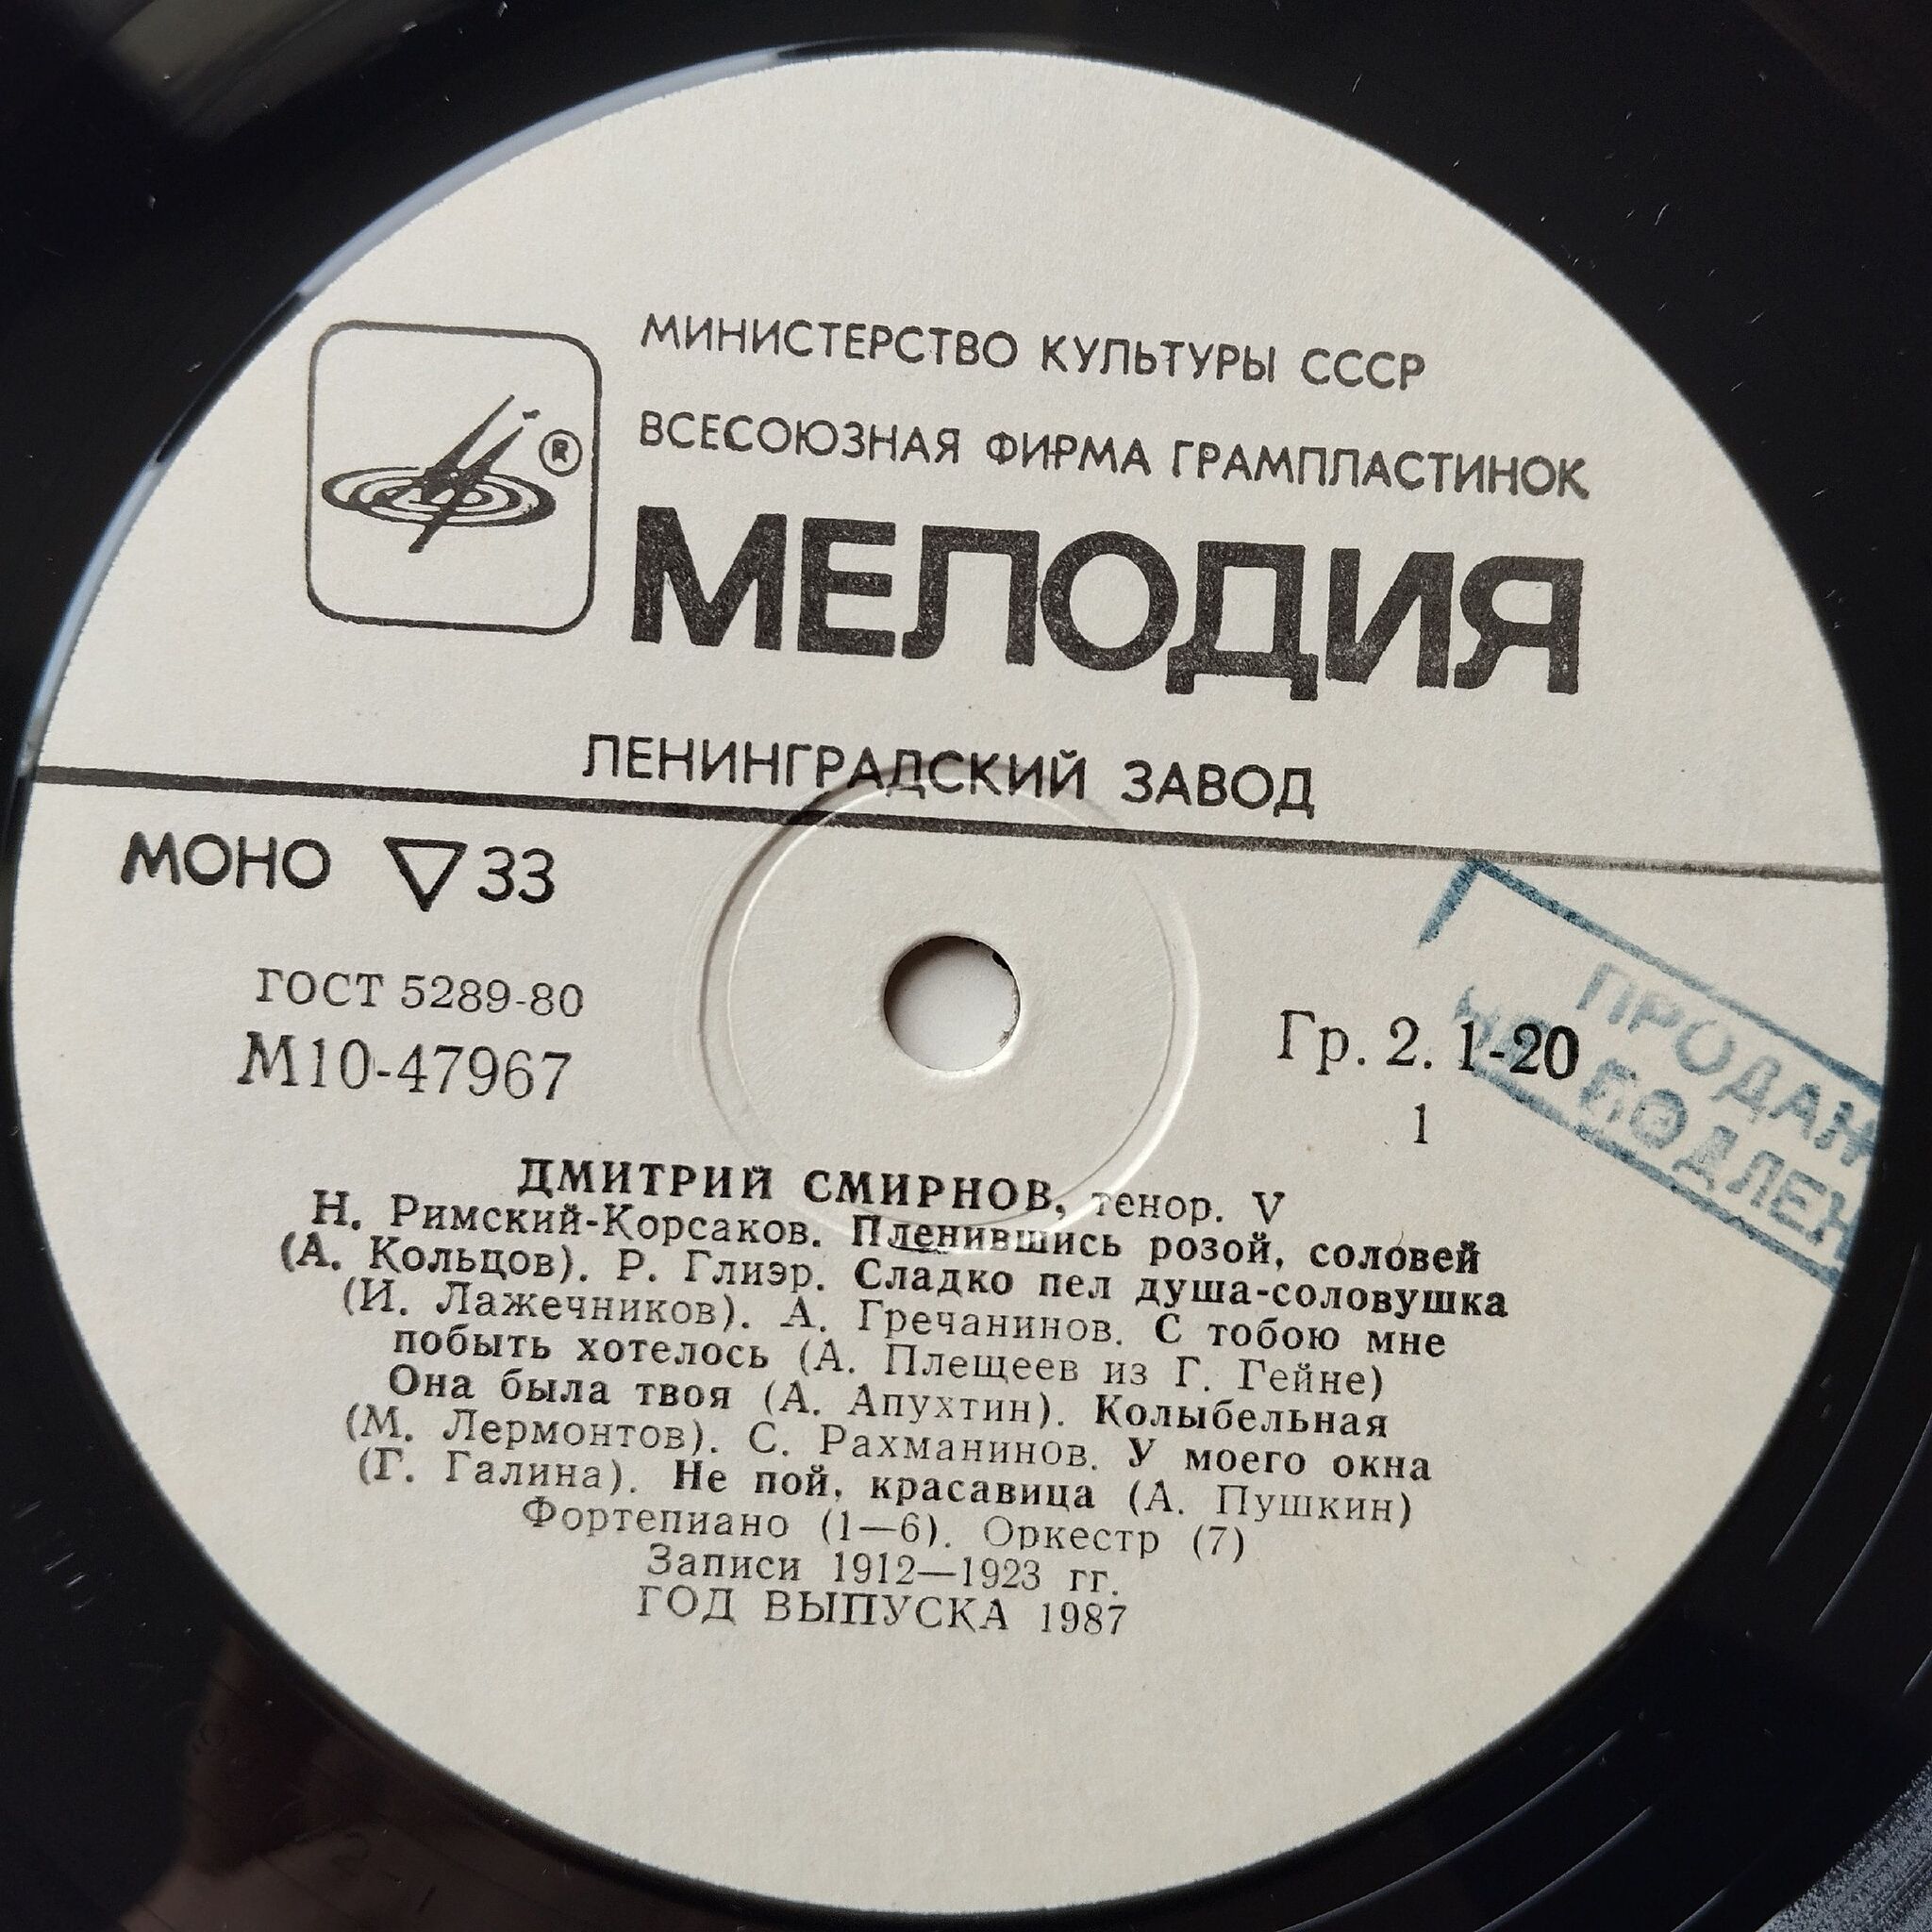 МИНИСТЕРСТВО КУЛЬТУРЫ СССР
ВСЕСОЮЗНАЯ ФИРМА ГРАМПЛАСТИНОК
®
МЕЛОДИЯ
ЛЕНИНГРАДСКИЙ ЗАВОД
МОНО ▽33
ГОСТ 5289-80
М10-47967
Гр. 2. 1-20
1
ПРОДАЖ
НЕ ПОДЛЕЖ
ДМИТРИЙ СМИРНОВ, тенор. V
Н. Римский-Корсаков. Пленившись розой, соловей
(А. Кольцов). Р. Глиэр. Сладко пел душа-соловушка
(И. Лажечников). А. Гречанинов. С тобою мне
побыть хотелось (А. Плещеев из Г. Гейне)
Она была твоя (А. Апухтин). Колыбельная
(М. Лермонтов). С. Рахманинов. У моего окна
(Г. Галина). Не пой, красавица (А. Пушкин)
Фортепиано (1—6). Оркестр (7)
Записи 1912—1923 гг.
ГОД ВЫПУСКА 1987